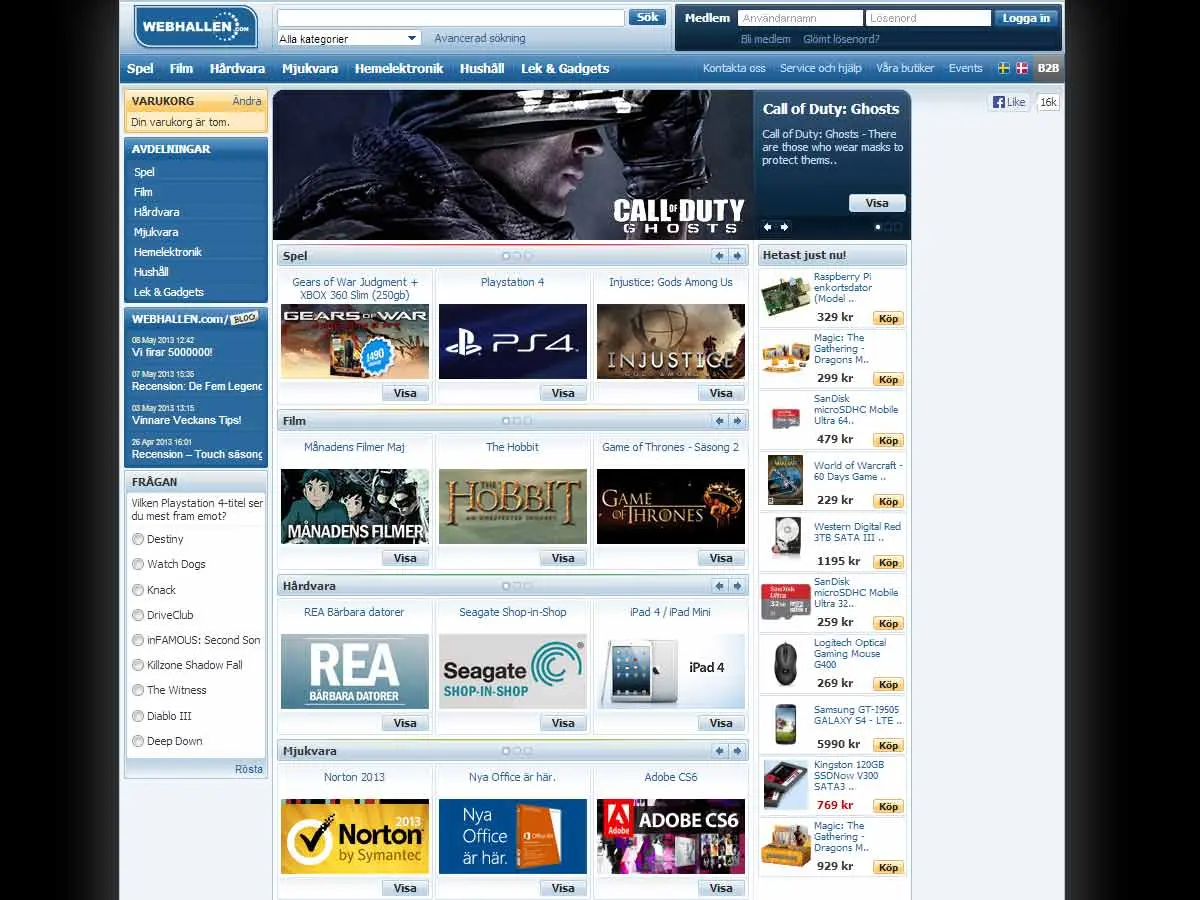 WEBHALLEN.COM
Sök
Alla kategorier
Avancerad sökning
Medlem
Användarnamn
Lösenord
Logga in
Bli medlem
Glömt lösenord?
Spel
Film
Hårdvara
Mjukvara
Hemelektronik
Hushåll
Lek & Gadgets
Kontakta oss
Service och hjälp
Våra butiker
Events
B2B
VARUKORG
Ändra
Din varukorg är tom.
AVDELNINGAR
Spel
Film
Hårdvara
Mjukvara
Hemelektronik
Hushåll
Lek & Gadgets
WEBHALLEN.com/ BLOGG
08 May 2013 12:42
Vi firar 5000000!
07 May 2013 15:35
Recension: De Fem Legend
03 May 2013 13:15
Vinnare Veckans Tips!
26 Apr 2013 16:01
Recension – Touch säsong
FRÅGAN
Vilken Playstation 4-titel ser
du mest fram emot?
Destiny
Watch Dogs
Knack
DriveClub
inFAMOUS: Second Son
Killzone Shadow Fall
The Witness
Diablo III
Deep Down
Rösta
CALL OF DUTY
GHOSTS
Call of Duty: Ghosts
Call of Duty: Ghosts - There
are those who wear masks to
protect thems..
Visa
Like
16k
Spel
Gears of War Judgment +
XBOX 360 Slim (250gb)
GEARS OF WAR
JUDGMENT
1490
Visa
Playstation 4
PS4
Visa
Injustice: Gods Among Us
INJUSTICE
GODS AMONG US
Visa
Film
Månadens Filmer Maj
MÅNADENS FILMER
Visa
The Hobbit
THE HOBBIT
AN UNEXPECTED JOURNEY
Visa
Game of Thrones - Säsong 2
GAME OF THRONES
Visa
Hårdvara
REA Bärbara datorer
REA
BÄRBARA DATORER
Visa
Seagate Shop-in-Shop
Seagate
SHOP-IN-SHOP
Visa
iPad 4 / iPad Mini
iPad 4
Visa
Mjukvara
Norton 2013
2013
Norton
by Symantec
Visa
Nya Office är här.
Nya
Office
är här.
Office 365
Visa
Adobe CS6
Adobe
ADOBE CS6
Visa
Hetast just nu!
Raspberry Pi
enkortsdator
(Model ..
329 kr
Köp
Magic: The
Gathering -
Dragons M..
299 kr
Köp
SanDisk
microSDHC Mobile
Ultra 64..
479 kr
Köp
World of Warcraft -
60 Days Game ..
229 kr
Köp
Western Digital Red
3TB SATA III ..
1195 kr
Köp
SanDisk
Ultra
SanDisk
microSDHC Mobile
Ultra 32..
259 kr
Köp
Logitech Optical
Gaming Mouse
G400
269 kr
Köp
Samsung GT-I9505
GALAXY S4 - LTE ..
5990 kr
Köp
Kingston 120GB
SSDNow V300
SATA3 ..
769 kr
Köp
Magic: The
Gathering -
Dragons M..
929 kr
Köp